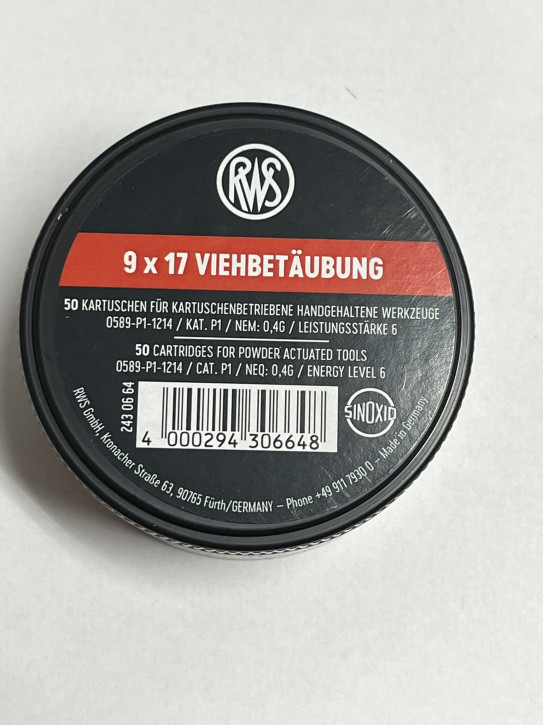 RWS
9 x 17 VIEHBETÄUBUNG
50 KARTUSCHEN FÜR KARTUSCHENBETRIEBENE HANDGEHALTENE WERKZEUGE
0589-P1-1214 / KAT. P1 / NEM: 0,4G / LEISTUNGSSTÄRKE 6
50 CARTRIDGES FOR POWDER ACTUATED TOOLS
0589-P1-1214 / CAT. P1 / NEQ: 0,4G / ENERGY LEVEL 6
243 06 64
4 000294 306648
SINOXID
RWS GmbH, Kronacher Straße 63, 90765 Fürth/GERMANY – Phone +49 911 7930 0 – Made in Germany